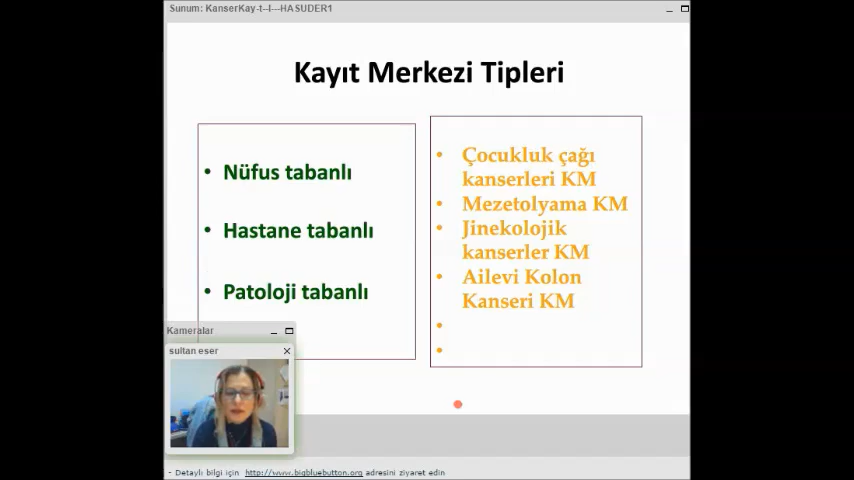 Sunum: KanserKay-t--I---HASUDER1
Kayıt Merkezi Tipleri
• Nüfus tabanlı
• Hastane tabanlı
• Patoloji tabanlı
• Çocukluk çağı
kanserleri KM
• Mezetolyama KM
• Jinekolojik
kanserler KM
• Ailevi Kolon
Kanseri KM
•
•
Kameralar
sultan eser
- Detaylı bilgi için http://www.bigbluebutton.org adresini ziyaret edin